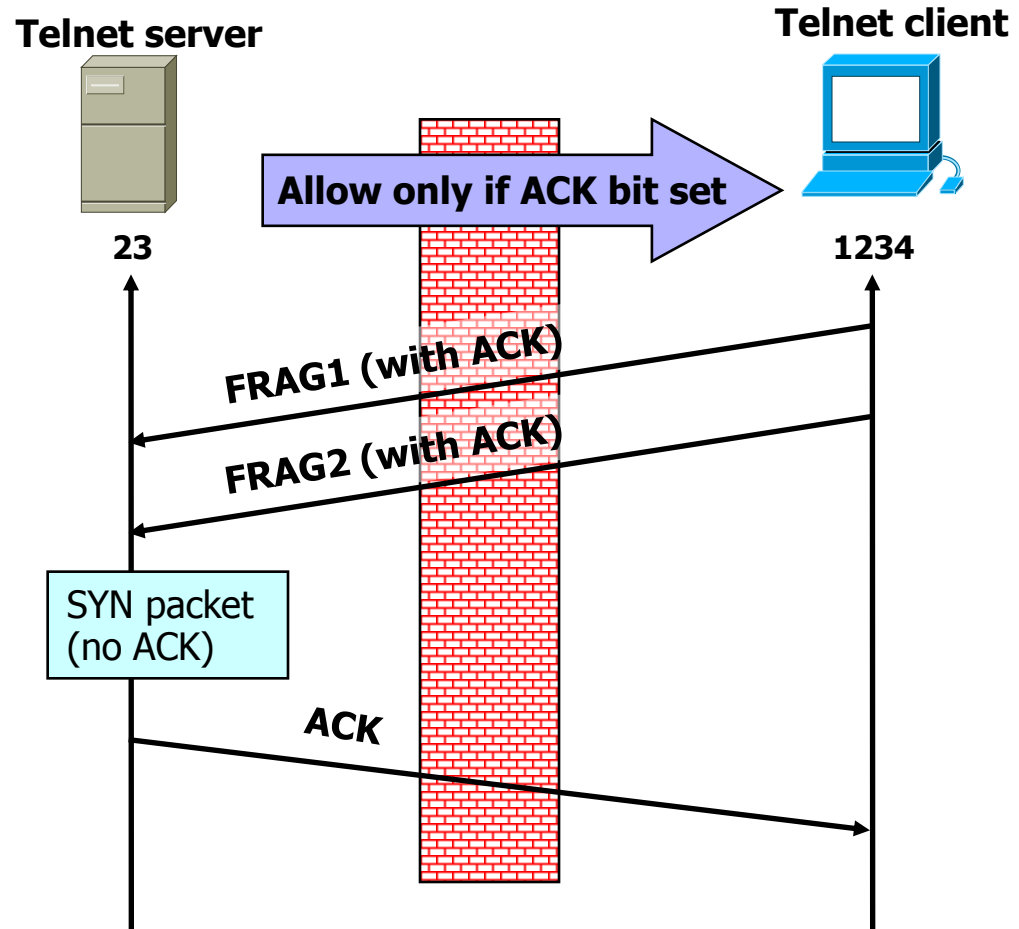 Telnet server
Telnet client
Allow only if ACK bit set
23
1234
FRAG1 (with ACK)
FRAG2 (with ACK)
SYN packet
(no ACK)
ACK